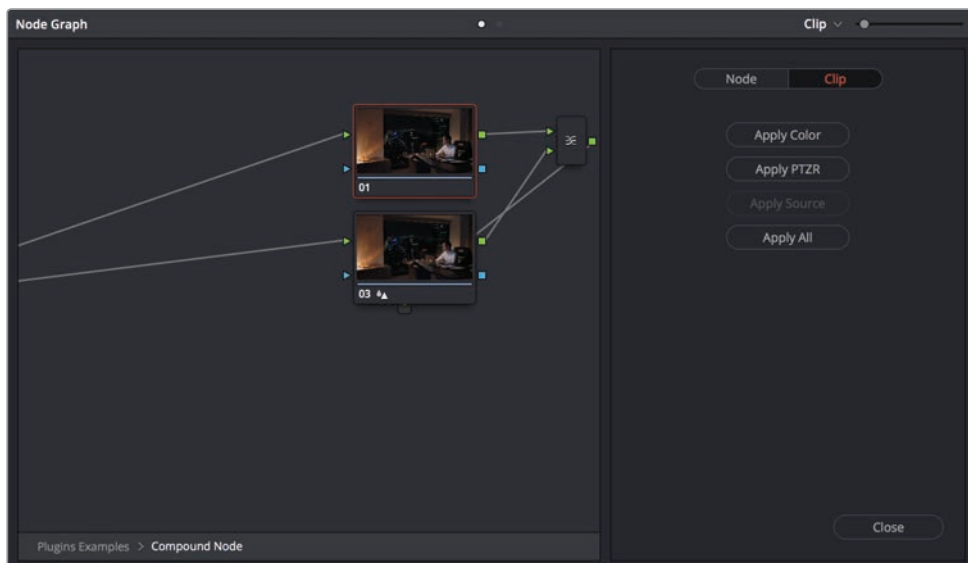 Node Graph
Clip
Node
Clip
Apply Color
Apply PTZR
Apply Source
Apply All
01
03
Close
Plugins Examples > Compound Node